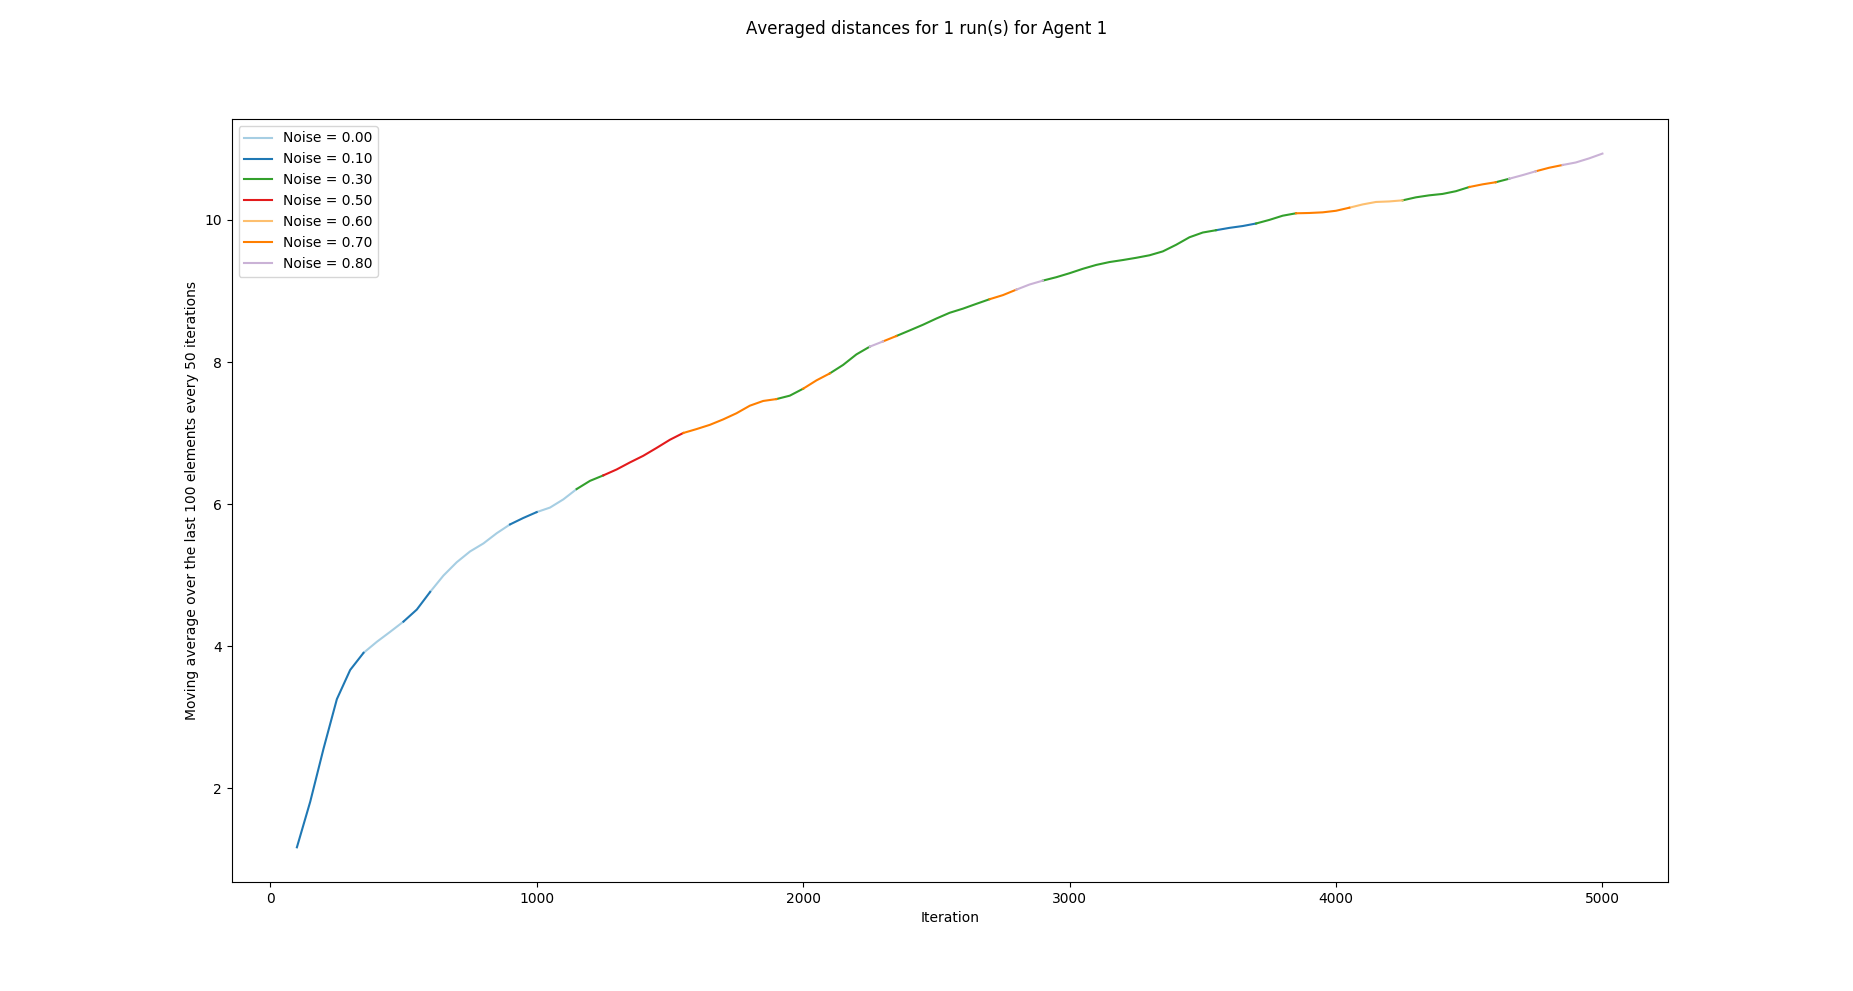 Averaged distances for 1 run(s) for Agent 1
Noise = 0.00
Noise = 0.10
Noise = 0.30
Noise = 0.50
Noise = 0.60
Noise = 0.70
Noise = 0.80
Moving average over the last 100 elements every 50 iterations
10
8
6
4
2
0 1000 2000 3000 4000 5000
Iteration